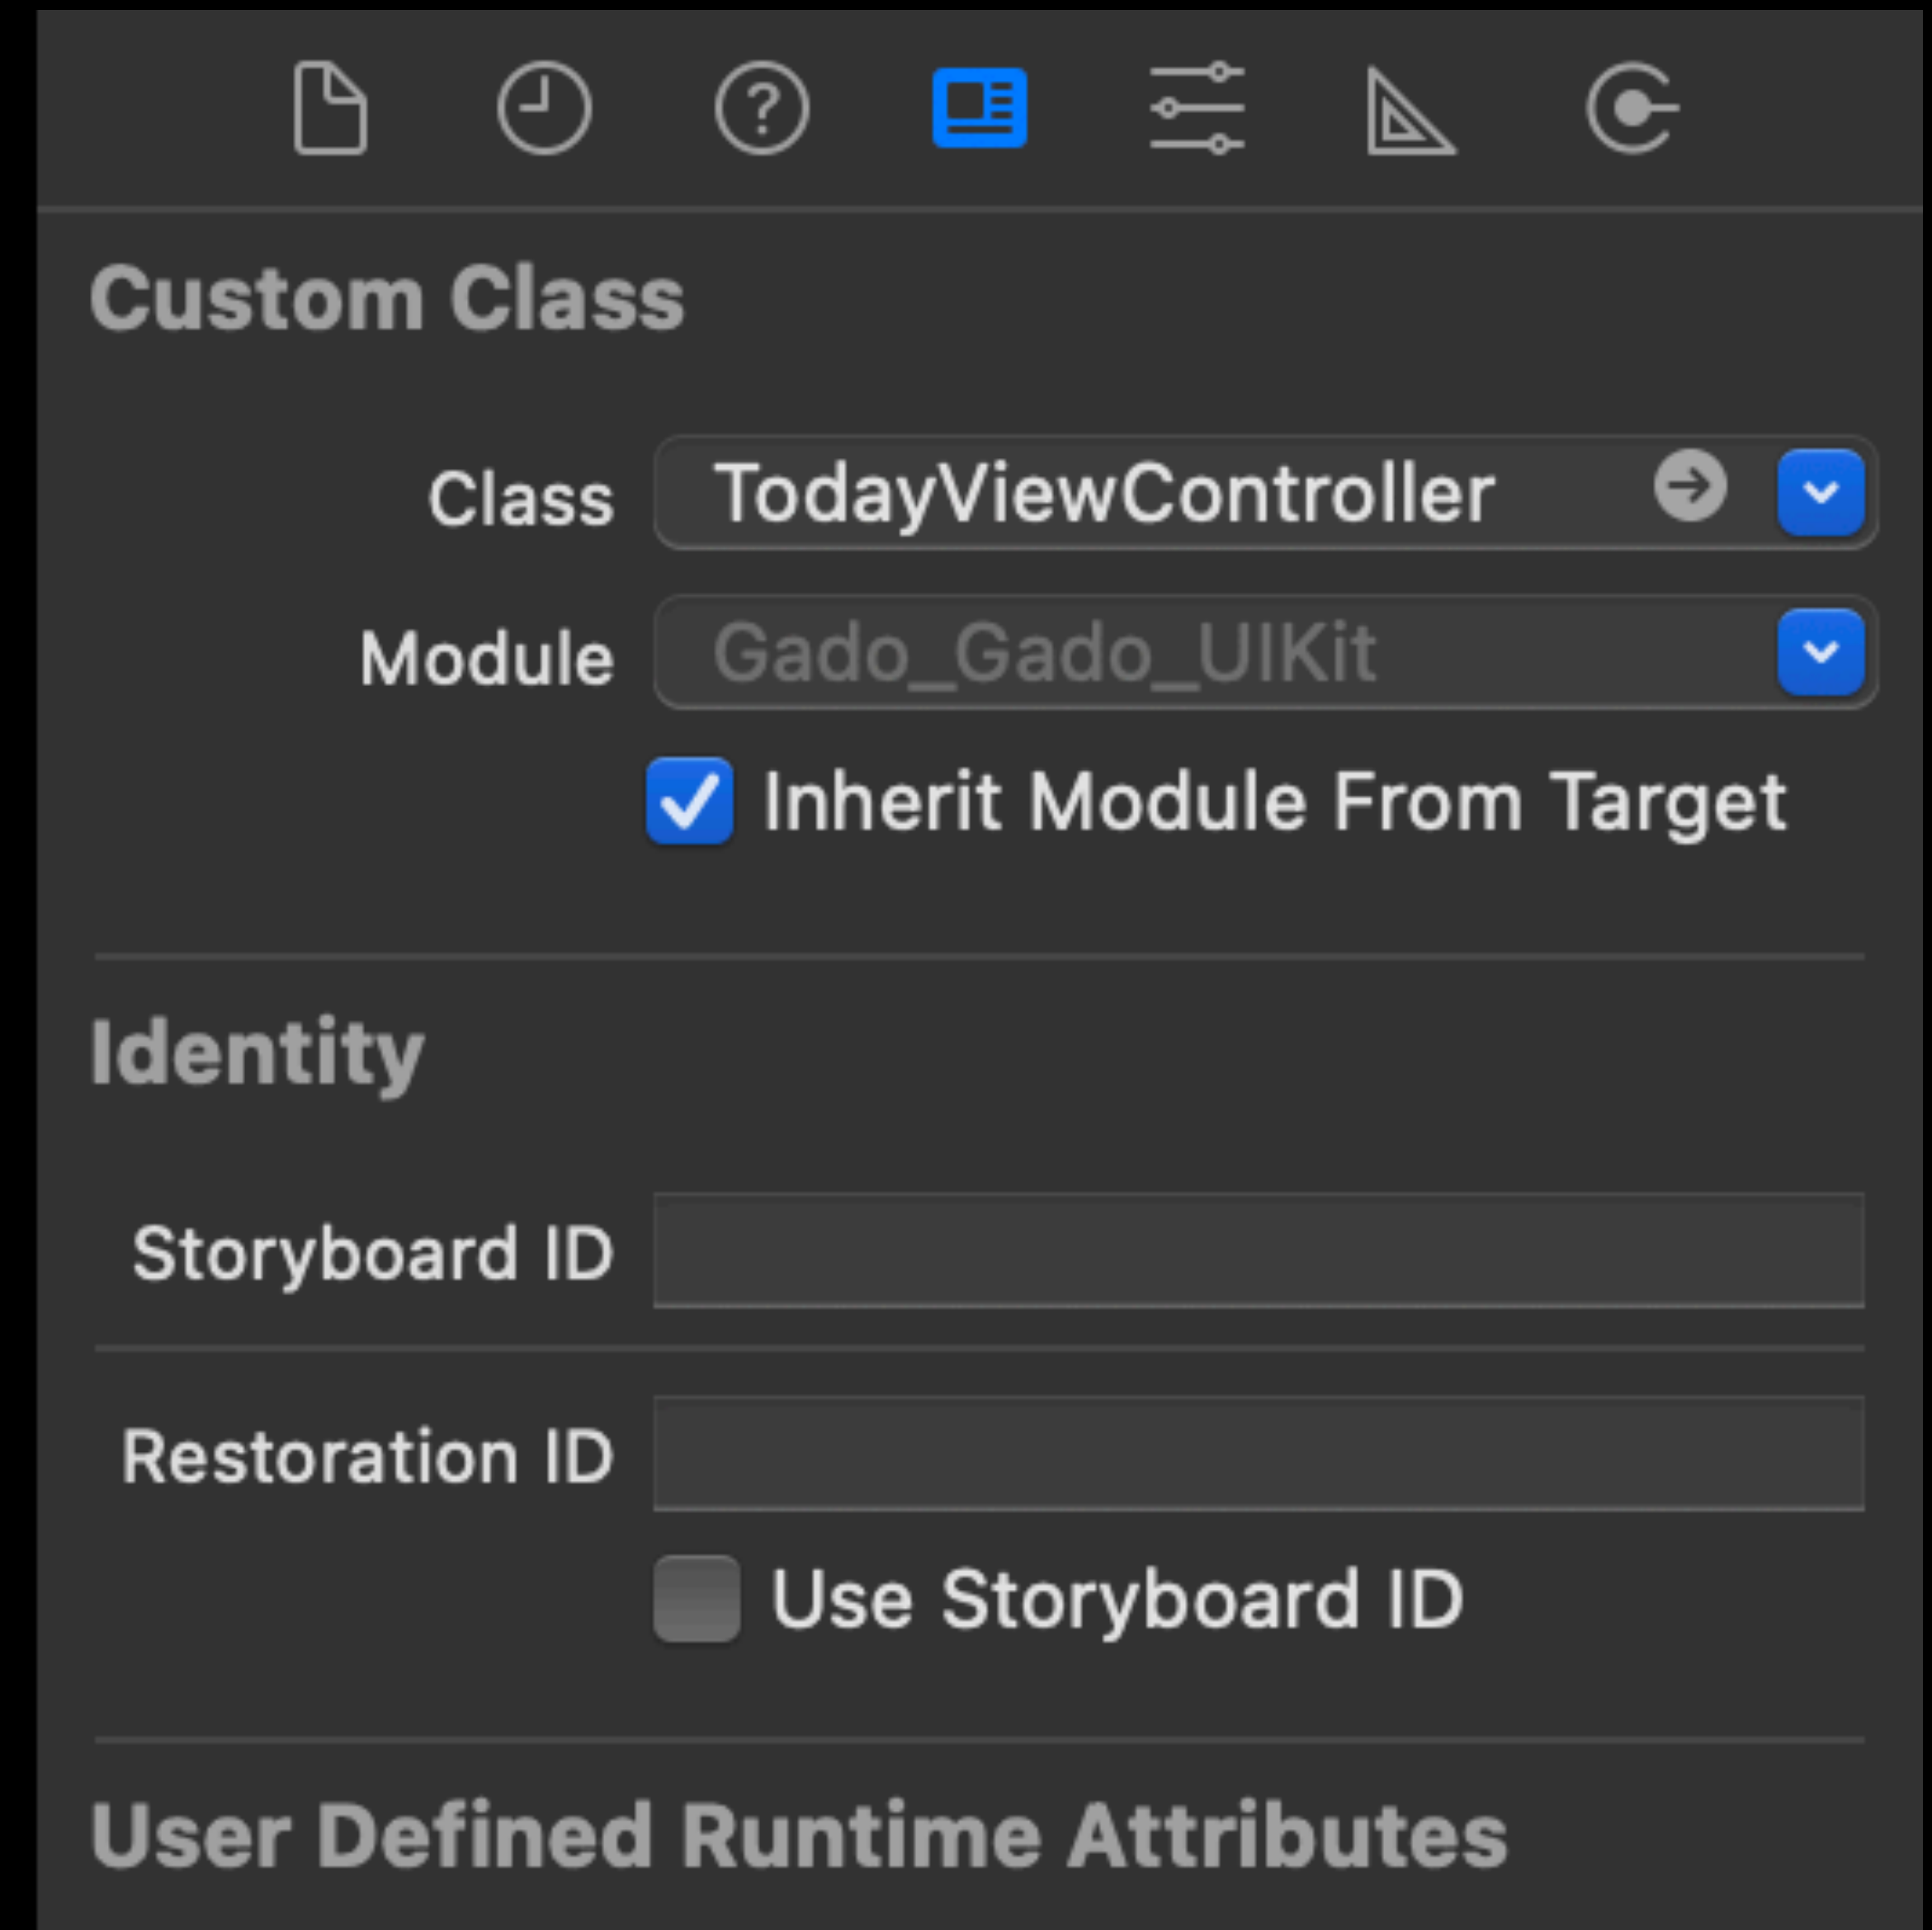 Custom Class
Class TodayViewController
Module Gado_Gado_UIKit
Inherit Module From Target
Identity
Storyboard ID
Restoration ID
Use Storyboard ID
User Defined Runtime Attributes